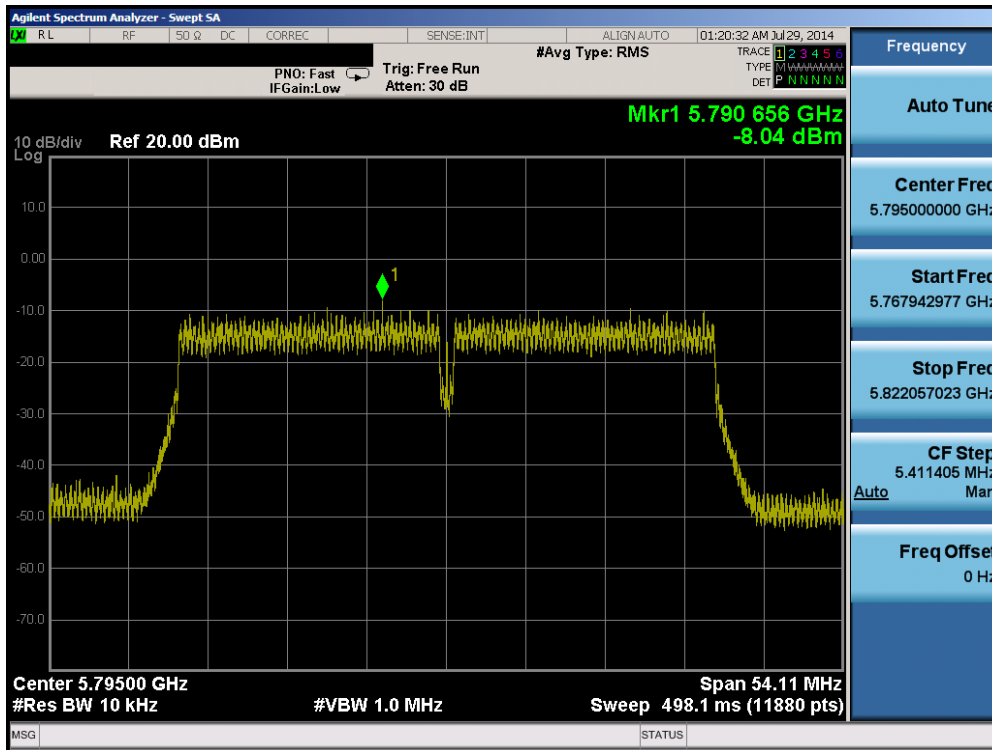 Agilent Spectrum Analyzer - Swept SA
LXI RL RF 50 Ω DC CORREC SENSE:INT ALIGN AUTO 01:20:32 AM Jul 29, 2014
#Avg Type: RMS
TRACE 1 2 3 4 5 6
PNO: Fast Trig: Free Run
TYPE M WWWWW
IFGain:Low Atten: 30 dB
DET P N N N N N
Mkr1 5.790 656 GHz
-8.04 dBm
10 dB/div Ref 20.00 dBm
Log
10.0
0.00
1
-10.0
-20.0
-30.0
-40.0
-50.0
-60.0
-70.0
Center 5.79500 GHz Span 54.11 MHz
#Res BW 10 kHz #VBW 1.0 MHz Sweep 498.1 ms (11880 pts)
MSG STATUS
Frequency
Auto Tune
Center Freq
5.795000000 GHz
Start Freq
5.767942977 GHz
Stop Freq
5.822057023 GHz
CF Step
5.411405 MHz
Auto Man
Freq Offset
0 Hz